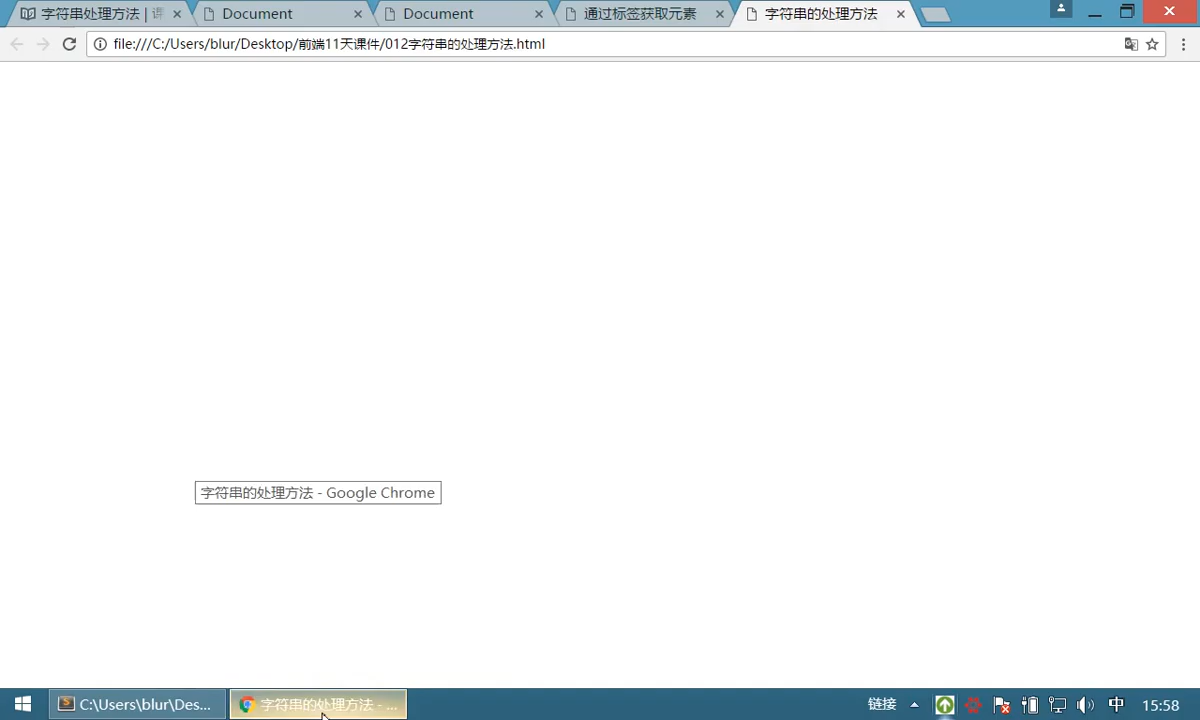 字符串处理方法 | 课
Document
Document
通过标签获取元素
字符串的处理方法
file:///C:/Users/blur/Desktop/前端11天课件/012字符串的处理方法.html
字符串的处理方法 - Google Chrome
C:\Users\blur\Des...
字符串的处理方法 - ...
链接
中
15:58